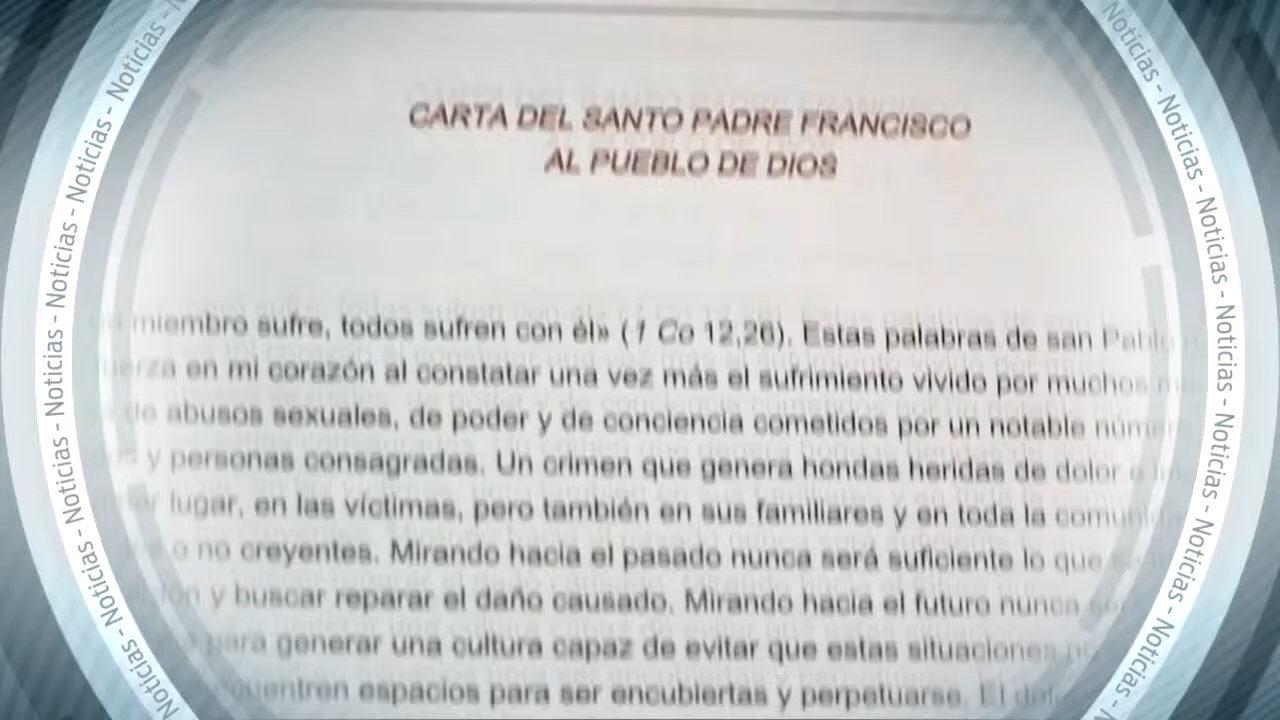 CARTA DEL SANTO PADRE FRANCISCO
AL PUEBLO DE DIOS
miembro sufre, todos sufren con él» (1 Co 12,26). Estas palabras de san Pablo
en mi corazón al constatar una vez más el sufrimiento vivido por muchos
de abusos sexuales, de poder y de conciencia cometidos por un notable
y personas consagradas. Un crimen que genera hondas heridas de dolor
lugar, en las víctimas, pero también en sus familiares y en toda la
o no creyentes. Mirando hacia el pasado nunca será suficiente lo que
y buscar reparar el daño causado. Mirando hacia el futuro nunca
para generar una cultura capaz de evitar que estas situaciones
espacios para ser encubiertas y perpetuarse. El
Noticias - Noticias - Noticias - Noticias - Noticias - Noticias - Noticias
Noticias - Noticias - Noticias - Noticias - Noticias - Noticias - Noticias